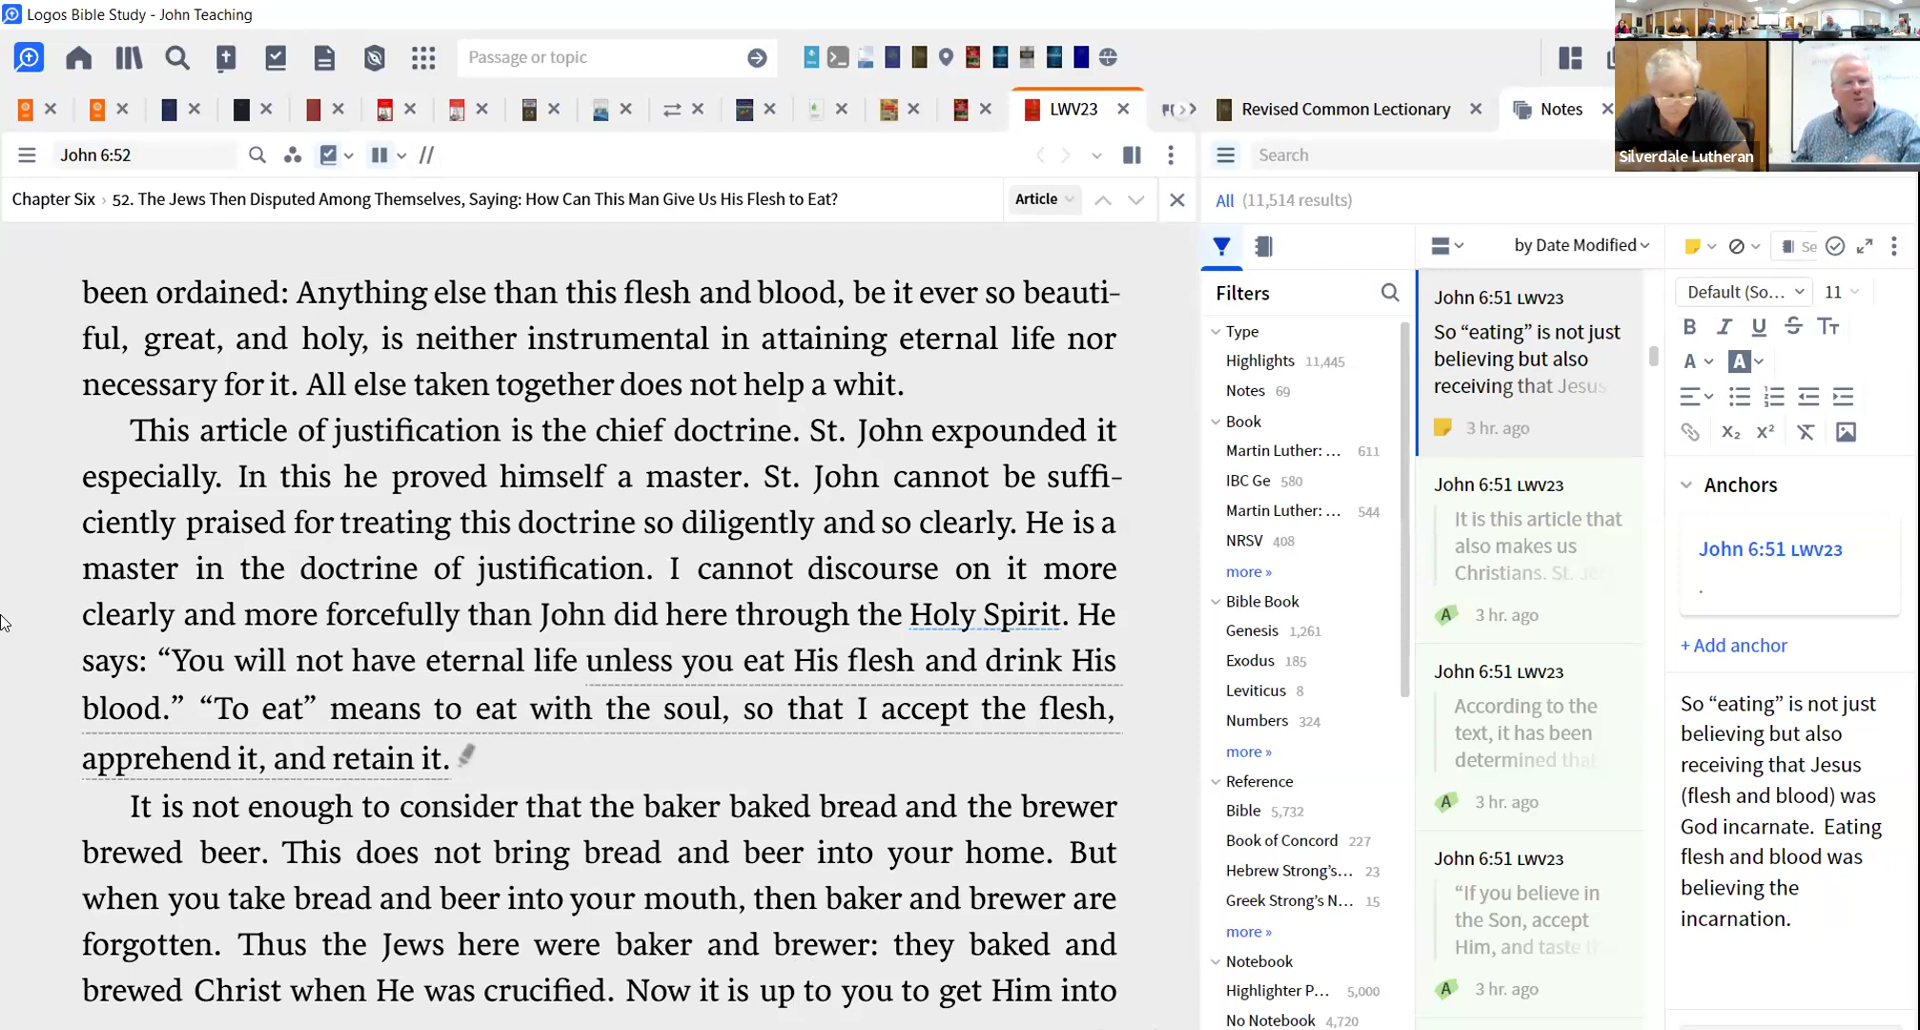 Logos Bible Study - John Teaching
Passage or topic
LWV23
Revised Common Lectionary
Notes
Silverdale Lutheran
John 6:52
Search
Chapter Six › 52. The Jews Then Disputed Among Themselves, Saying: How Can This Man Give Us His Flesh to Eat?
Article
All (11,514 results)
been ordained: Anything else than this flesh and blood, be it ever so beauti-
ful, great, and holy, is neither instrumental in attaining eternal life nor
necessary for it. All else taken together does not help a whit.
This article of justification is the chief doctrine. St. John expounded it
especially. In this he proved himself a master. St. John cannot be suffi-
ciently praised for treating this doctrine so diligently and so clearly. He is a
master in the doctrine of justification. I cannot discourse on it more
clearly and more forcefully than John did here through the Holy Spirit. He
says: “You will not have eternal life unless you eat His flesh and drink His
blood.” “To eat” means to eat with the soul, so that I accept the flesh,
apprehend it, and retain it.
It is not enough to consider that the baker baked bread and the brewer
brewed beer. This does not bring bread and beer into your home. But
when you take bread and beer into your mouth, then baker and brewer are
forgotten. Thus the Jews here were baker and brewer: they baked and
brewed Christ when He was crucified. Now it is up to you to get Him into
Filters
Type
Highlights 11,445
Notes 69
Book
Martin Luther: ... 611
IBC Ge 580
Martin Luther: ... 544
NRSV 408
more »
Bible Book
Genesis 1,261
Exodus 185
Leviticus 8
Numbers 324
more »
Reference
Bible 5,732
Book of Concord 227
Hebrew Strong’s... 23
Greek Strong’s N... 15
more »
Notebook
Highlighter P... 5,000
No Notebook 4,720
by Date Modified
John 6:51 LWV23
So “eating” is not just
believing but also
receiving that Jesus
3 hr. ago
John 6:51 LWV23
It is this article that
also makes us
Christians. St. Jo
A 3 hr. ago
John 6:51 LWV23
According to the
text, it has been
determined that
A 3 hr. ago
John 6:51 LWV23
“If you believe in
the Son, accept
Him, and taste t
A 3 hr. ago
Se
Default (So... 11
B I U S TT
A A
X₂ X²
Anchors
John 6:51 LWV23
.
+ Add anchor
So “eating” is not just
believing but also
receiving that Jesus
(flesh and blood) was
God incarnate. Eating
flesh and blood was
believing the
incarnation.